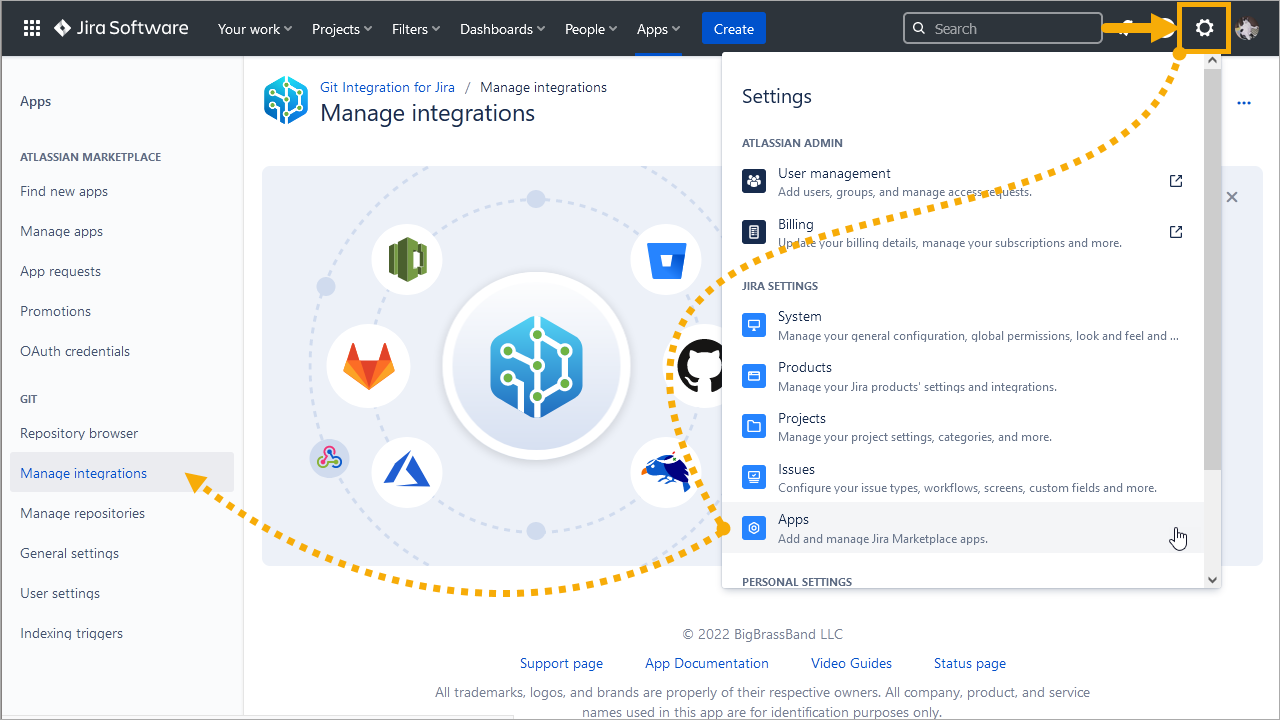 Jira Software
Your work
Projects
Filters
Dashboards
People
Apps
Create
Search
Apps
ATLASSIAN MARKETPLACE
Find new apps
Manage apps
App requests
Promotions
OAuth credentials
GIT
Repository browser
Manage integrations
Manage repositories
General settings
User settings
Indexing triggers
Git Integration for Jira / Manage integrations
Manage integrations
Settings
ATLASSIAN ADMIN
User management
Add users, groups, and manage access requests.
Billing
Update your billing details, manage your subscriptions and more.
JIRA SETTINGS
System
Manage your general configuration, global permissions, look and feel and ...
Products
Manage your Jira products' settings and integrations.
Projects
Manage your project settings, categories, and more.
Issues
Configure your issue types, workflows, screens, custom fields and more.
Apps
Add and manage Jira Marketplace apps.
PERSONAL SETTINGS
© 2022 BigBrassBand LLC
Support page
App Documentation
Video Guides
Status page
All trademarks, logos, and brands are properly of their respective owners. All company, product, and service
names used in this app are for identification purposes only.